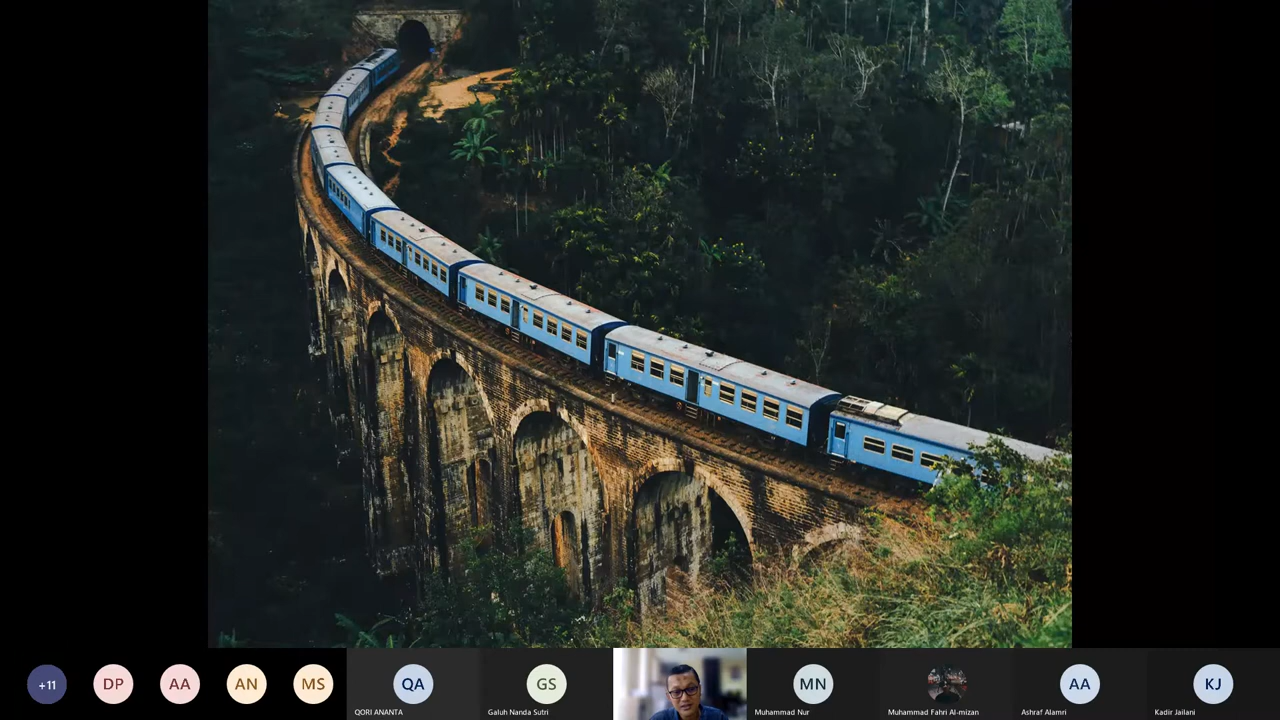 +11
DP
AA
AN
MS
QA
GS
MN
AA
KJ
QORI ANANTA
Galuh Nanda Sutri
Muhammad Nur
Muhammad Fahri Al-mizan
Ashraf Alamri
Kadir Jailani